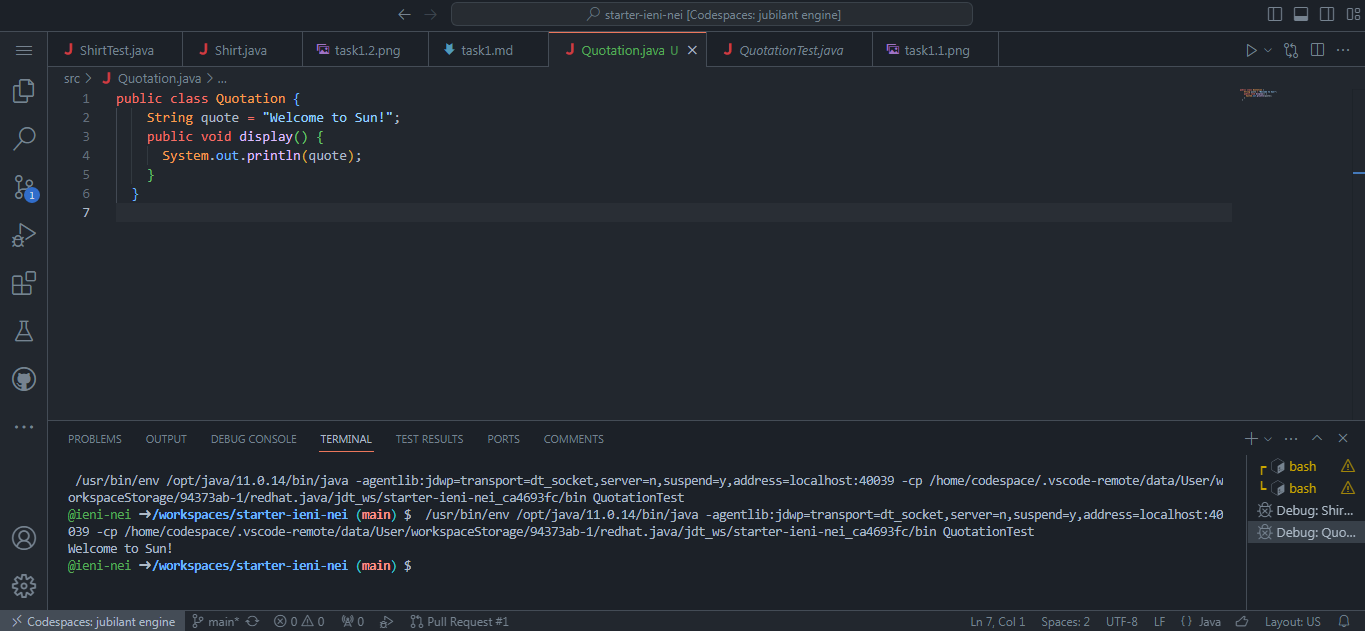 starter-ieni-nei [Codespaces: jubilant engine]
ShirtTest.java
Shirt.java
task1.2.png
task1.md
Quotation.java U
QuotationTest.java
task1.1.png
src > Quotation.java > ...
1 public class Quotation {
2 String quote = "Welcome to Sun!";
3 public void display() {
4 System.out.println(quote);
5 }
6 }
7
1
PROBLEMS OUTPUT DEBUG CONSOLE TERMINAL TEST RESULTS PORTS COMMENTS
/usr/bin/env /opt/java/11.0.14/bin/java -agentlib:jdwp=transport=dt_socket,server=n,suspend=y,address=localhost:40039 -cp /home/codespace/.vscode-remote/data/User/w
orkspaceStorage/94373ab-1/redhat.java/jdt_ws/starter-ieni-nei_ca4693fc/bin QuotationTest
@ieni-nei ➜/workspaces/starter-ieni-nei (main) $ /usr/bin/env /opt/java/11.0.14/bin/java -agentlib:jdwp=transport=dt_socket,server=n,suspend=y,address=localhost:40
039 -cp /home/codespace/.vscode-remote/data/User/workspaceStorage/94373ab-1/redhat.java/jdt_ws/starter-ieni-nei_ca4693fc/bin QuotationTest
Welcome to Sun!
@ieni-nei ➜/workspaces/starter-ieni-nei (main) $
bash
bash
Debug: Shir...
Debug: Quo...
Codespaces: jubilant engine main* 0 0 0 Pull Request #1 Ln 7, Col 1 Spaces: 2 UTF-8 LF {} Java Layout: US